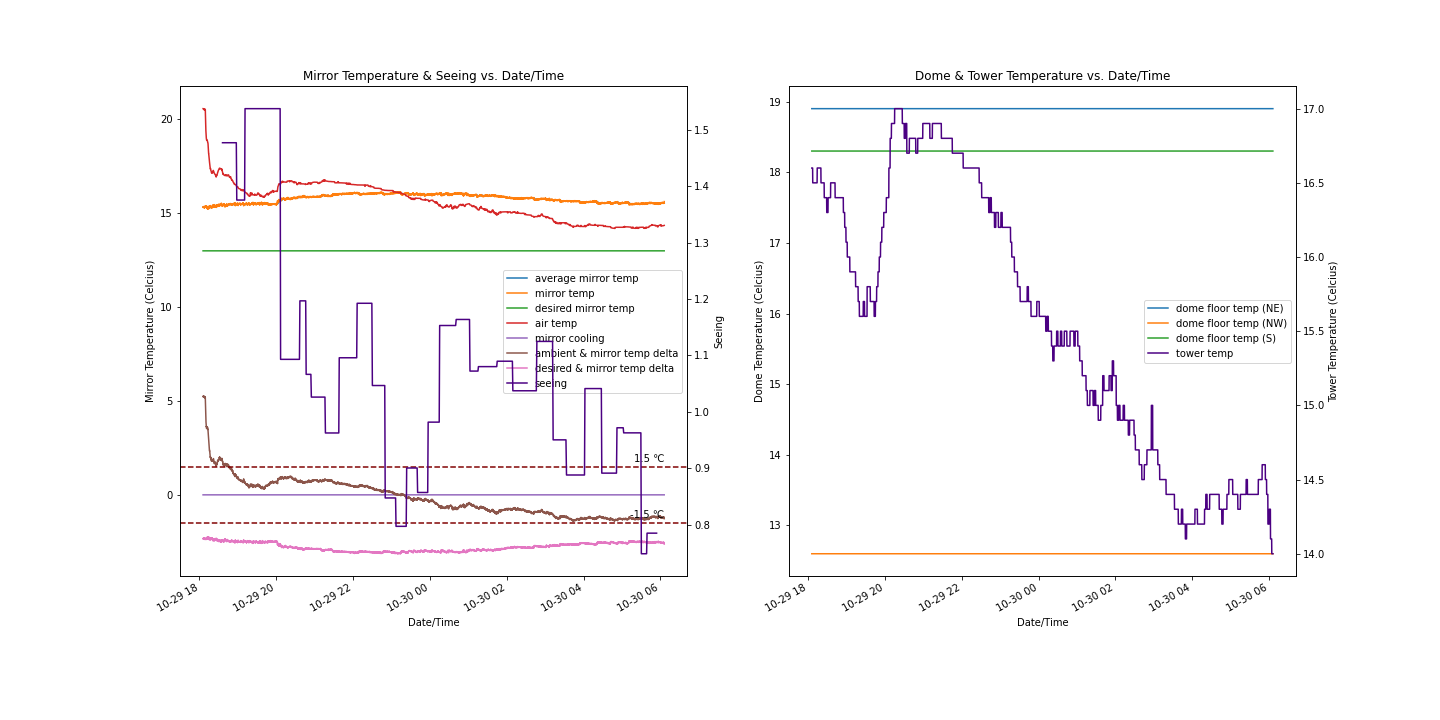 Mirror Temperature & Seeing vs. Date/Time
Mirror Temperature (Celcius)
20
15
10
5
0
1.5
1.4
1.3
1.2
1.1
1.0
0.9
0.8
Seeing
average mirror temp
mirror temp
desired mirror temp
air temp
mirror cooling
ambient & mirror temp delta
desired & mirror temp delta
seeing
1.5 °C
-1.5 °C
10-29 18
10-29 20
10-29 22
10-30 00
10-30 02
10-30 04
10-30 06
Date/Time
Dome & Tower Temperature vs. Date/Time
Dome Temperature (Celcius)
19
18
17
16
15
14
13
17.0
16.5
16.0
15.5
15.0
14.5
14.0
Tower Temperature (Celcius)
dome floor temp (NE)
dome floor temp (NW)
dome floor temp (S)
tower temp
10-29 18
10-29 20
10-29 22
10-30 00
10-30 02
10-30 04
10-30 06
Date/Time